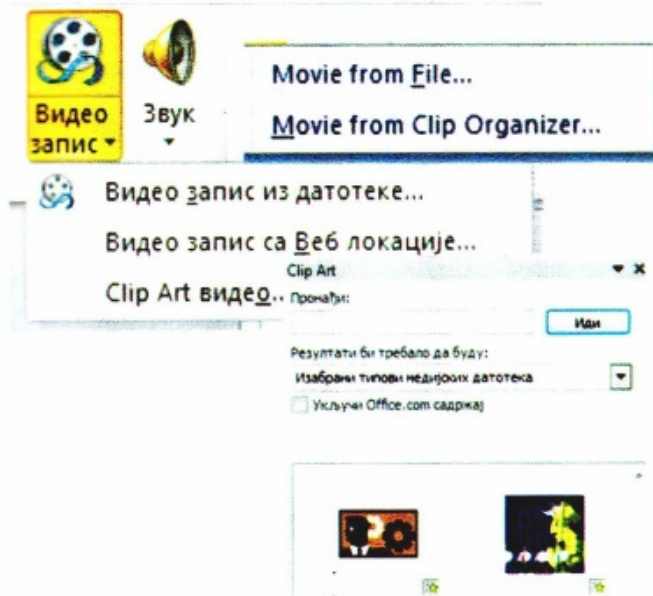 Видео запис
Звук
Movie from File...
Movie from Clip Organizer...
Видео запис из датотеке...
Видео запис са Веб локације...
Clip Art видео..
Clip Art
Пронађи:
Иди
Резултати би требало да буду:
Изабрани типови медијских датотека
Укључи Office.com садржај